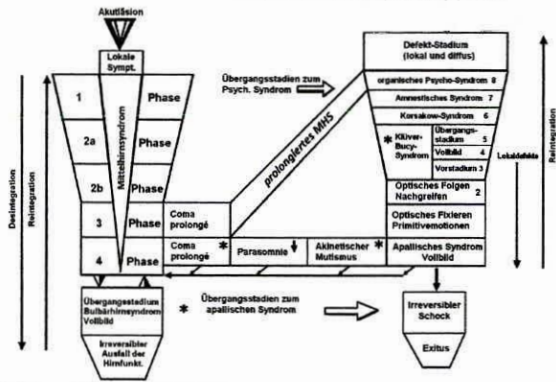 Akutläsion
Lokale
Sympt.
1
Phase
2a
Phase
2b
Phase
3
Phase
4
Phase
Mittelhirnsyndrom
Desintegration
Reintegration
Übergangsstadium
Bulbärhirnsyndrom
Vollbild
Irreversibler
Ausfall der
Hirnfunkt.
Coma
prolongé
Coma *
prolongé
Parasomnie
Akinetischer *
Mutismus
Übergangsstadien zum
Psych. Syndrom
prolongiertes MHS
* Übergangsstadien zum
apallischen Syndrom
Defekt-Stadium
(lokal und diffus)
organisches Psycho-Syndrom 8
Amnestisches Syndrom 7
Korsakow-Syndrom 6
* Klüver-
Bucy-
Syndrom
Übergangs-
stadium 5
Vollbild 4
Vorstadium 3
Optisches Folgen
Nachgreifen 2
Optisches Fixieren
Primitivemotionen
Apallisches Syndrom
Vollbild
Irreversibler
Schock
Exitus
Lokaldefekte
Reintegration